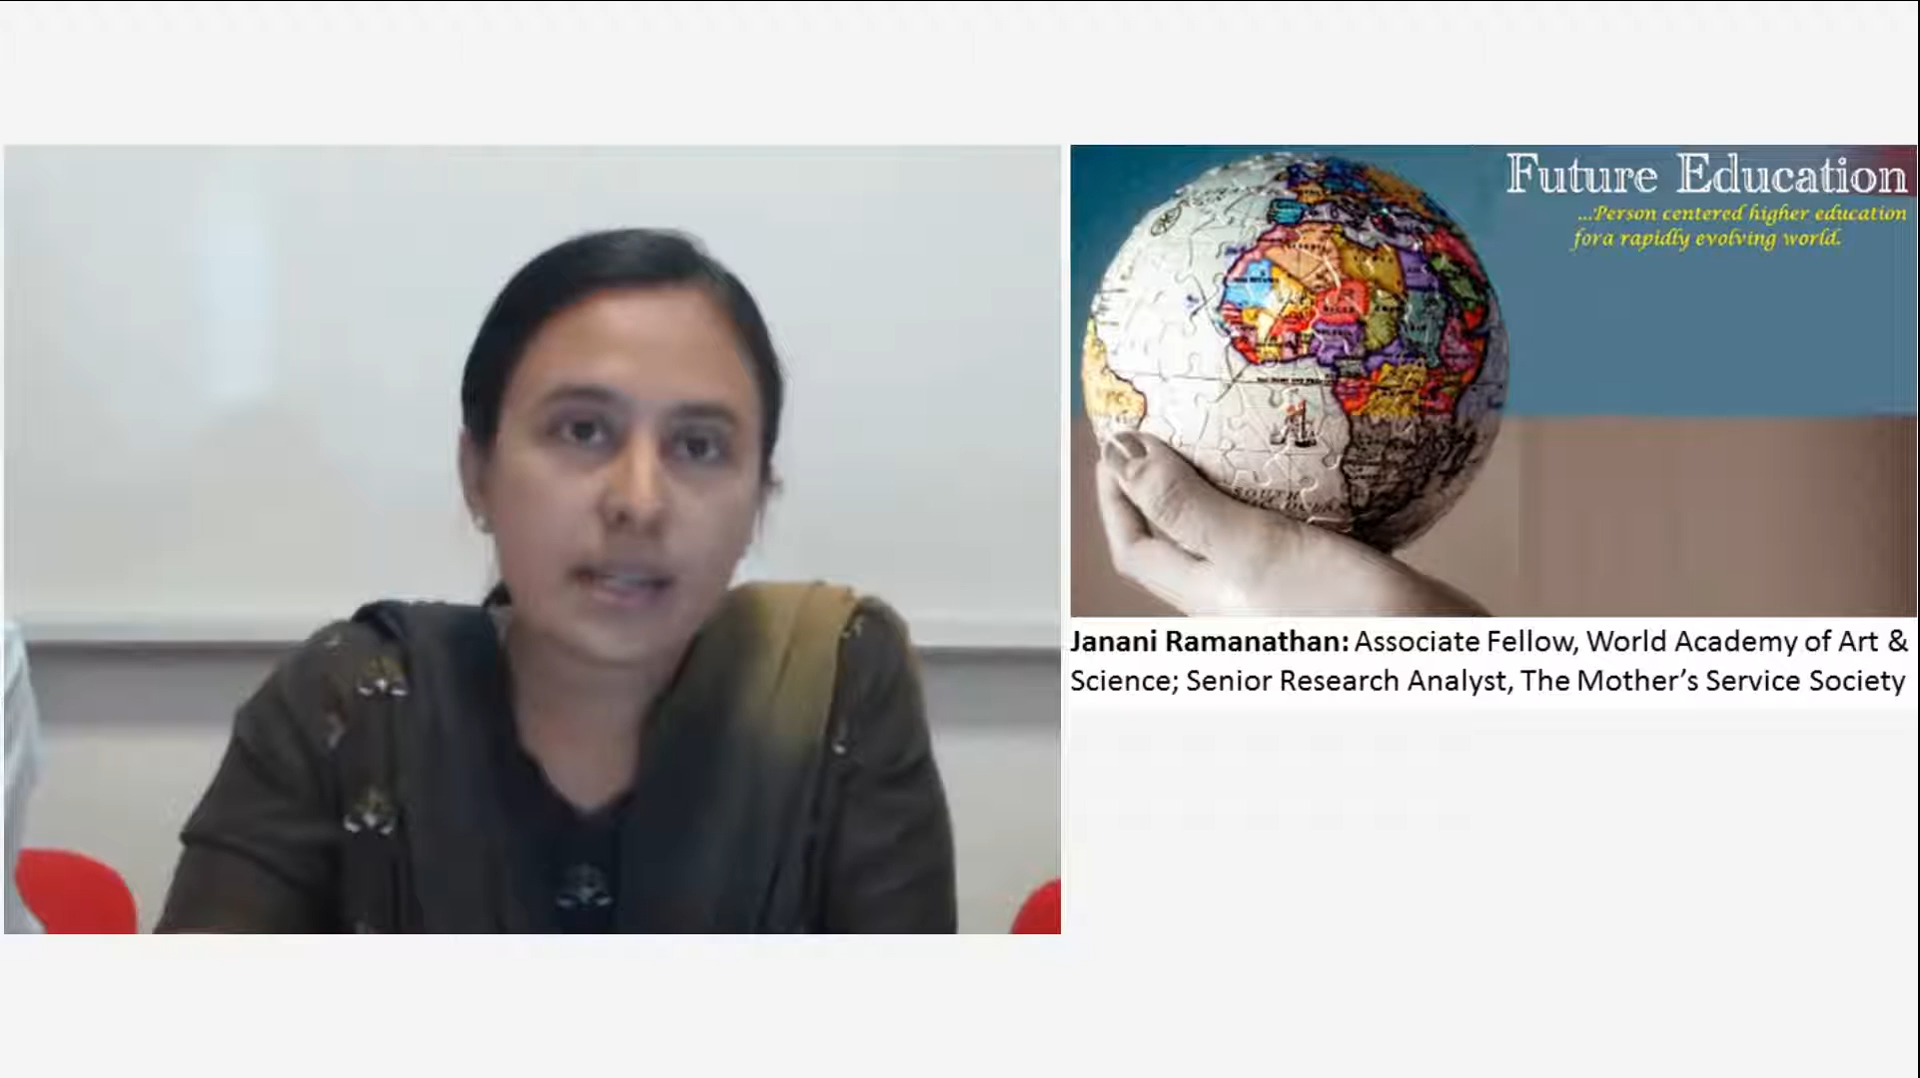 Future Education
...Person centered higher education
fora rapidly evolving world.
Janani Ramanathan: Associate Fellow, World Academy of Art &
Science; Senior Research Analyst, The Mother's Service Society